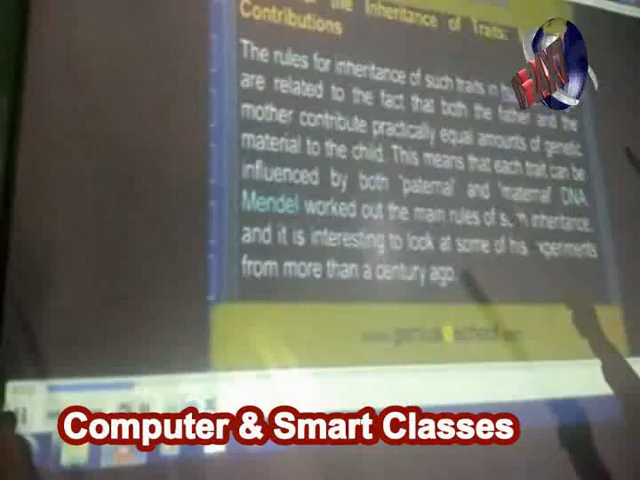 the Inheritance of Traits:
Contributions
The rules for inheritance of such traits in
are related to the fact that both the father and the
mother contribute practically equal amounts of genetic
material to the child. This means that each trait can be
influenced by both 'paternal' and 'maternal' DNA
Mendel worked out the main rules of inheritance,
and it is interesting to look at some of his
from more than a century ago.
Computer & Smart Classes